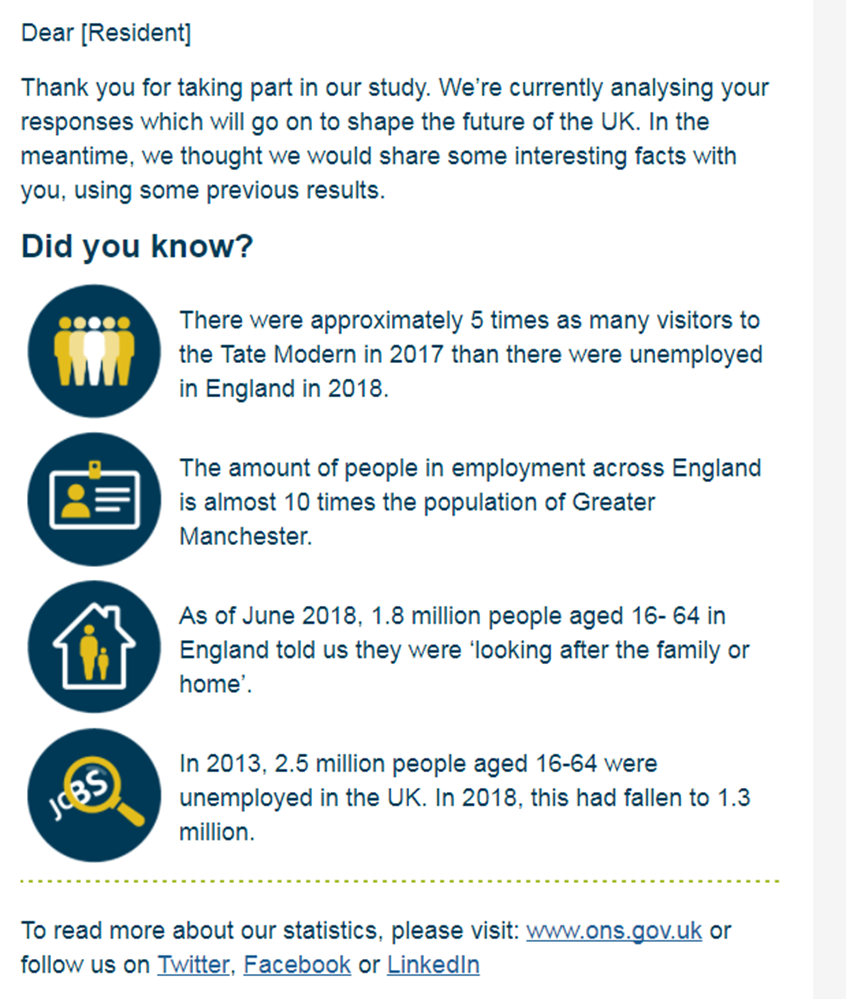 Dear [Resident]
Thank you for taking part in our study. We’re currently analysing your
responses which will go on to shape the future of the UK. In the
meantime, we thought we would share some interesting facts with
you, using some previous results.
Did you know?
There were approximately 5 times as many visitors to
the Tate Modern in 2017 than there were unemployed
in England in 2018.
The amount of people in employment across England
is almost 10 times the population of Greater
Manchester.
As of June 2018, 1.8 million people aged 16- 64 in
England told us they were ‘looking after the family or
home’.
JOBS
In 2013, 2.5 million people aged 16-64 were
unemployed in the UK. In 2018, this had fallen to 1.3
million.
To read more about our statistics, please visit: www.ons.gov.uk or
follow us on Twitter, Facebook or LinkedIn